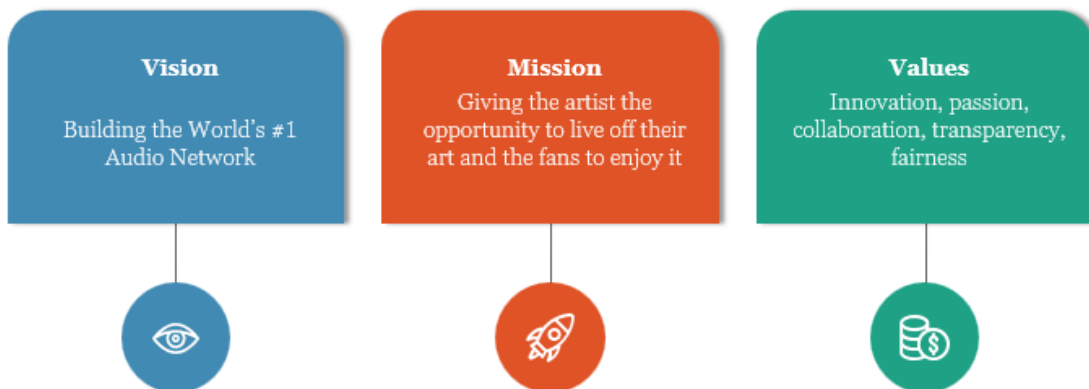 Vision
Building the World’s #1
Audio Network
Mission
Giving the artist the
opportunity to live off their
art and the fans to enjoy it
Values
Innovation, passion,
collaboration, transparency,
fairness
$